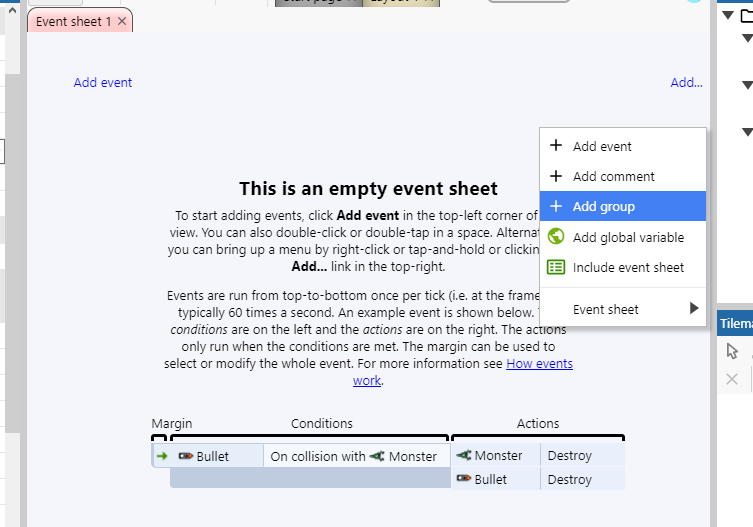 Start page
Layout 1
Event sheet 1
Add event
Add...
Add event
Add comment
Add group
Add global variable
Include event sheet
Event sheet
This is an empty event sheet
To start adding events, click Add event in the top-left corner of
view. You can also double-click or double-tap in a space. Alternat
you can bring up a menu by right-click or tap-and-hold or clickin
Add... link in the top-right.
Events are run from top-to-bottom once per tick (i.e. at the frame
typically 60 times a second. An example event is shown below.
conditions are on the left and the actions are on the right. The actions
only run when the conditions are met. The margin can be used to
select or modify the whole event. For more information see How events
work.
Margin
Conditions
Actions
Bullet
On collision with Monster
Monster
Destroy
Bullet
Destroy
Tilema